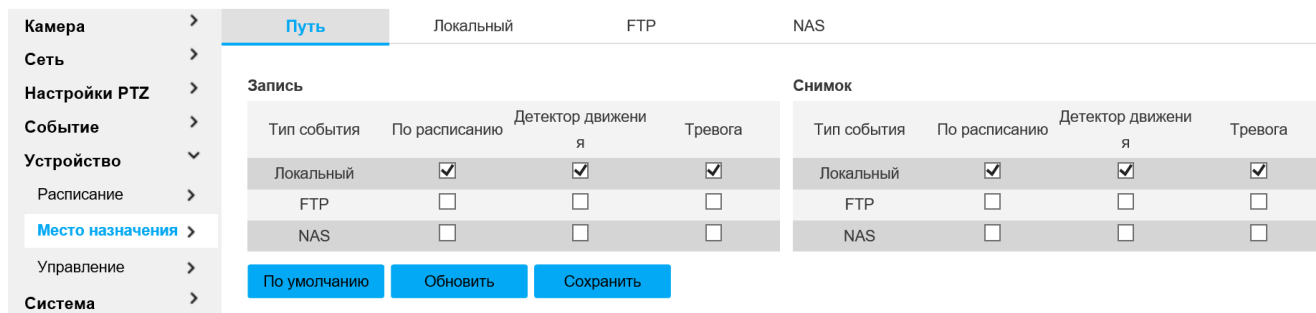 Камера
Сеть
Настройки PTZ
Событие
Устройство
Расписание
Место назначения
Управление
Система
Путь Локальный FTP NAS
Запись
Тип события По расписанию Детектор движени
я Тревога
Локальный
FTP
NAS
По умолчанию Обновить Сохранить
Снимок
Тип события По расписанию Детектор движени
я Тревога
Локальный
FTP
NAS